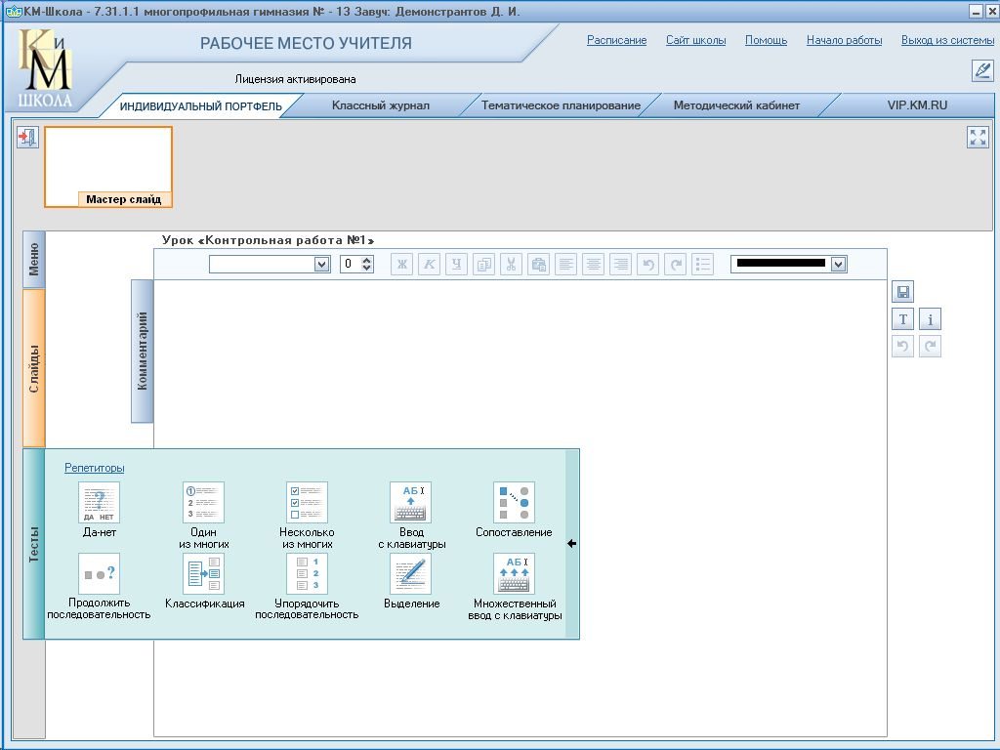 КМ-Школа - 7.31.1.1 многопрофильная гимназия № - 13 Завуч: Демонстрантов Д. И.
Ки
М
ШКОЛА
РАБОЧЕЕ МЕСТО УЧИТЕЛЯ
Расписание Сайт школы Помощь Начало работы Выход из системы
Лицензия активирована
ИНДИВИДУАЛЬНЫЙ ПОРТФЕЛЬ Классный журнал Тематическое планирование Методический кабинет VIP.KM.RU
Мастер слайд
Урок «Контрольная работа №1»
0 Ж К Ч
Меню
Слайды
Комментарий
T i
Тесты
Репетиторы
? ДА НЕТ
1 2 3
АБ
Да-нет
Один
из многих
Несколько
из многих
Ввод
с клавиатуры
Сопоставление
?
1 2 3
АБ
Продолжить
последовательность
Классификация
Упорядочить
последовательность
Выделение
Множественный
ввод с клавиатуры